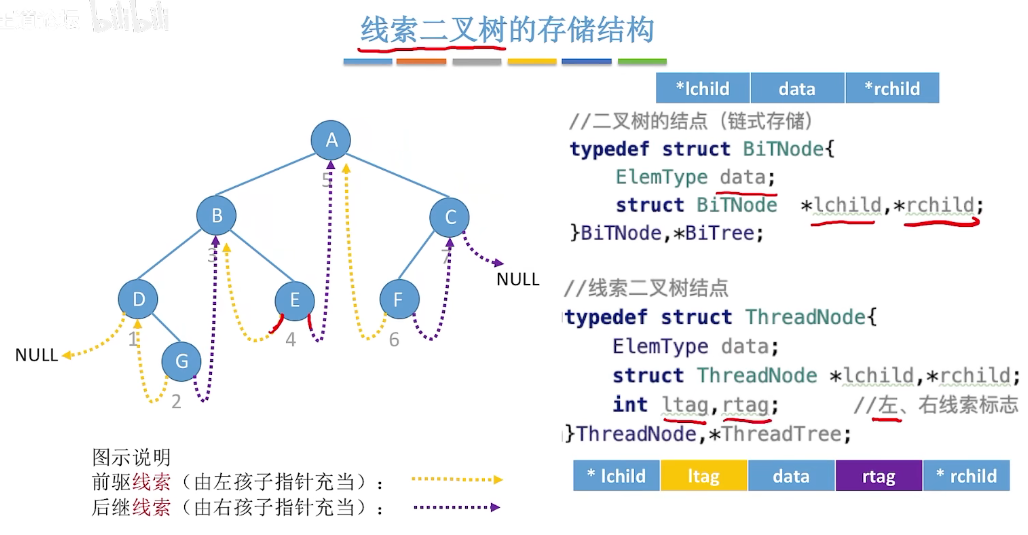 bilibili
线索二叉树的存储结构
*lchild data *rchild
//二叉树的结点（链式存储）
typedef struct BiTNode{
ElemType data;
struct BiTNode *lchild,*rchild;
}BiTNode,*BiTree;
A
5
B
3
C
7
NULL
D
1
E
4
F
6
NULL
G
2
//线索二叉树结点
typedef struct ThreadNode{
ElemType data;
struct ThreadNode *lchild,*rchild;
int ltag,rtag; //左、右线索标志
}ThreadNode,*ThreadTree;
* lchild ltag data rtag * rchild
图示说明
前驱线索（由左孩子指针充当）：
后继线索（由右孩子指针充当）：